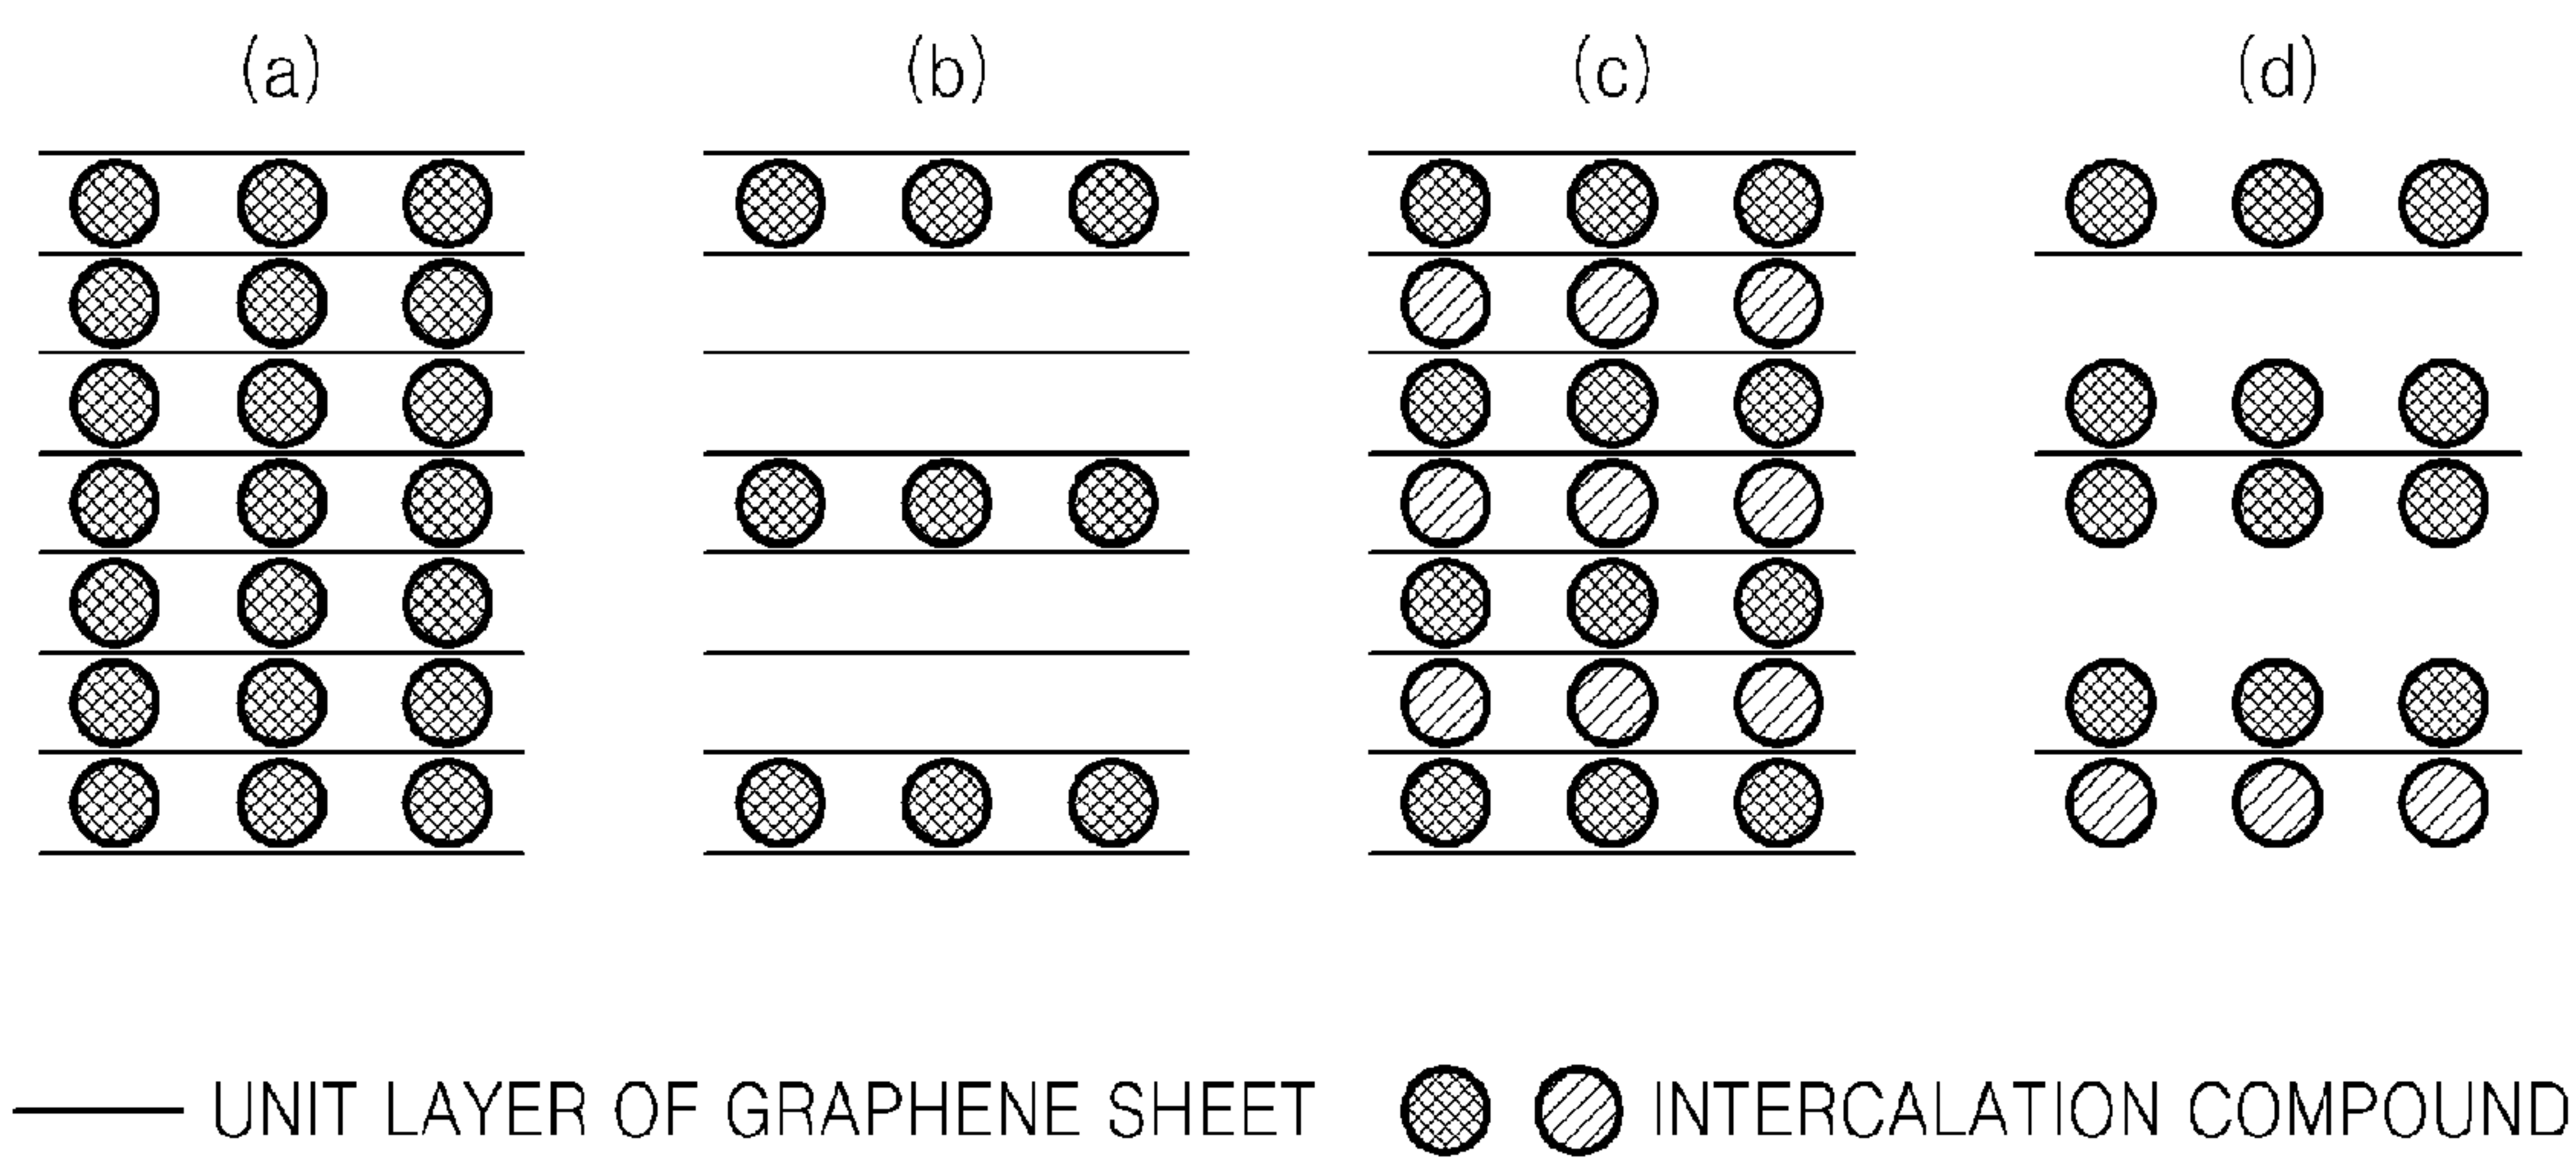 (a) (b) (c) (d)
UNIT LAYER OF GRAPHENE SHEET INTERCALATION COMPOUND